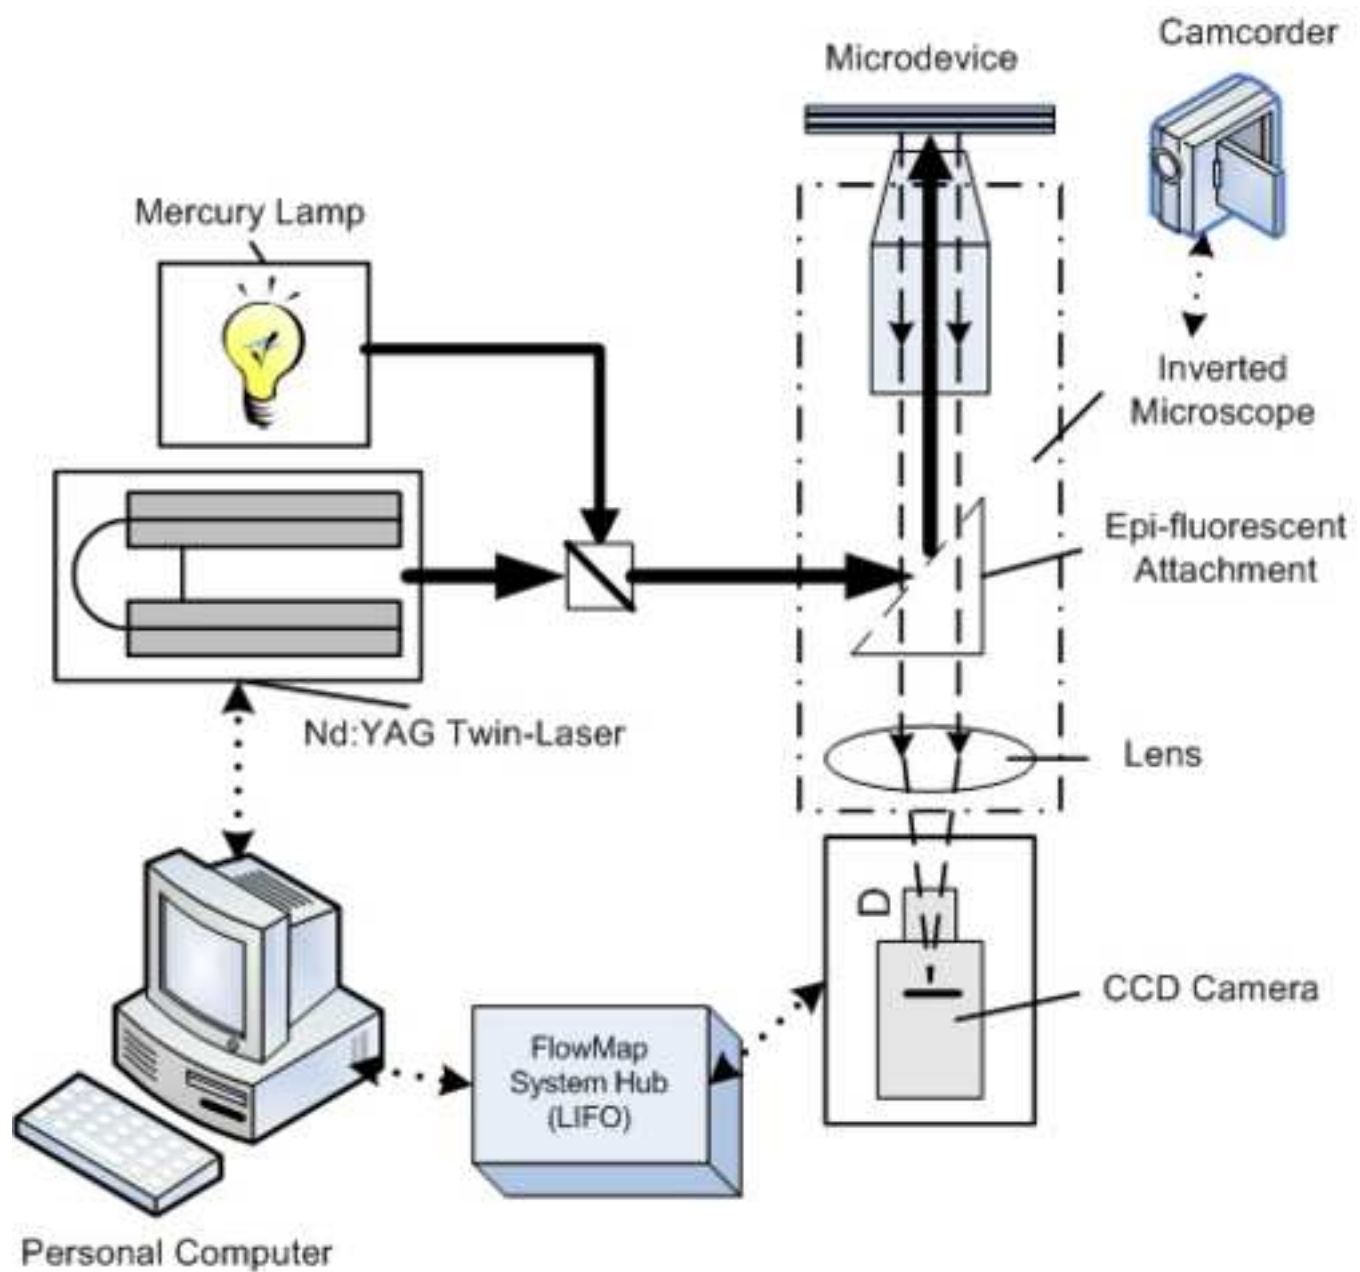 Camcorder
Microdevice
Mercury Lamp
Inverted
Microscope
Epi-fluorescent
Attachment
Nd:YAG Twin-Laser
Lens
D
CCD Camera
FlowMap
System Hub
(LIFO)
Personal Computer